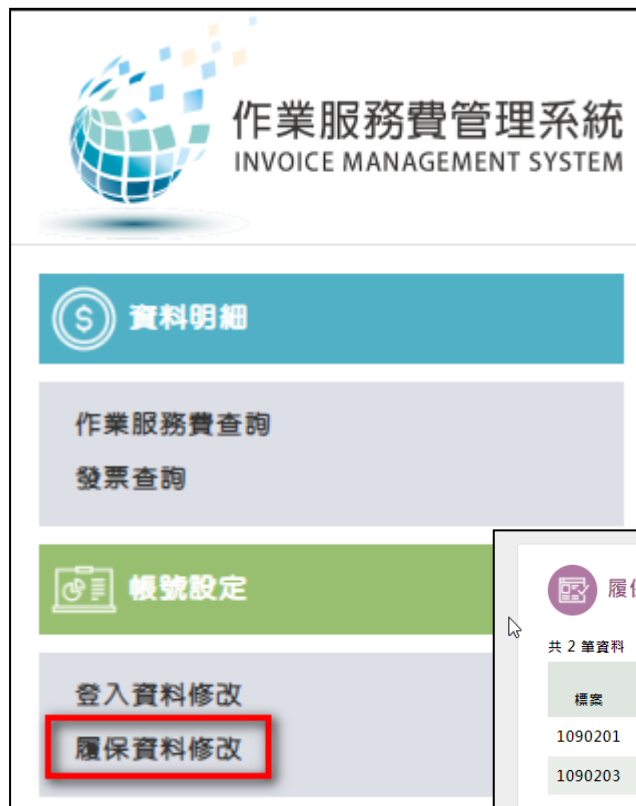 作業服務費管理系統
INVOICE MANAGEMENT SYSTEM
資料明細
作業服務費查詢
發票查詢
帳號設定
登入資料修改
履保資料修改
履保
共 2 筆資料
標案
1090201
1090203